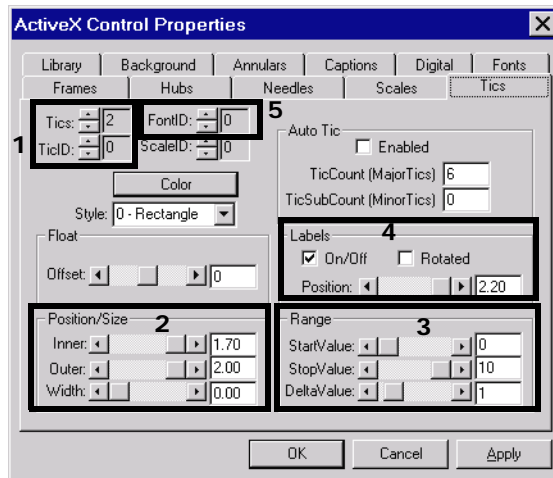 ActiveX Control Properties
Library Background Annulars Captions Digital Fonts
Frames Hubs Needles Scales Tics
1 Tics: 2 FontID: 0 5
TicID: 0 ScaleID: 0
Color
Style: 0 - Rectangle
Auto Tic
Enabled
TicCount (MajorTics) 6
TicSubCount (MinorTics) 0
Float
Offset: 0
Labels 4
On/Off Rotated
Position: 2.20
Position/Size 2
Inner: 1.70
Outer: 2.00
Width: 0.00
Range 3
StartValue: 0
StopValue: 10
DeltaValue: 1
OK Cancel Apply